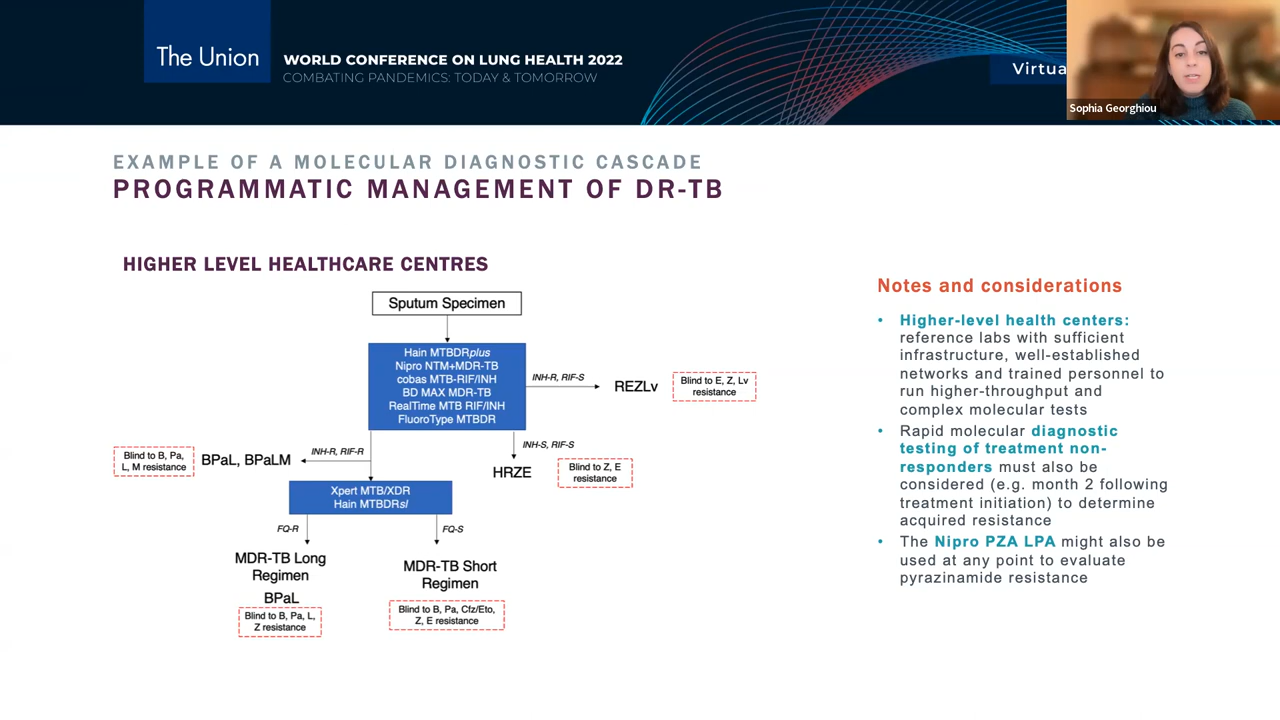 The Union
WORLD CONFERENCE ON LUNG HEALTH 2022
COMBATING PANDEMICS: TODAY & TOMORROW
Virtua
Sophia Georghiou
EXAMPLE OF A MOLECULAR DIAGNOSTIC CASCADE
PROGRAMMATIC MANAGEMENT OF DR-TB
HIGHER LEVEL HEALTHCARE CENTRES
Sputum Specimen
Hain MTBDRplus
Nipro NTM+MDR-TB
cobas MTB-RIF/INH
BD MAX MDR-TB
RealTime MTB RIF/INH
FluoroType MTBDR
INH-R, RIF-S
REZLv
Blind to E, Z, Lv
resistance
INH-S, RIF-S
HRZE
Blind to Z, E
resistance
INH-R, RIF-R
BPaL, BPaLM
Blind to B, Pa,
L, M resistance
Xpert MTB/XDR
Hain MTBDRsl
FQ-R
FQ-S
MDR-TB Long
Regimen
BPaL
Blind to B, Pa, L,
Z resistance
MDR-TB Short
Regimen
Blind to B, Pa, Cfz/Eto,
Z, E resistance
Notes and considerations
• Higher-level health centers:
reference labs with sufficient
infrastructure, well-established
networks and trained personnel to
run higher-throughput and
complex molecular tests
• Rapid molecular diagnostic
testing of treatment non-
responders must also be
considered (e.g. month 2 following
treatment initiation) to determine
acquired resistance
• The Nipro PZA LPA might also be
used at any point to evaluate
pyrazinamide resistance